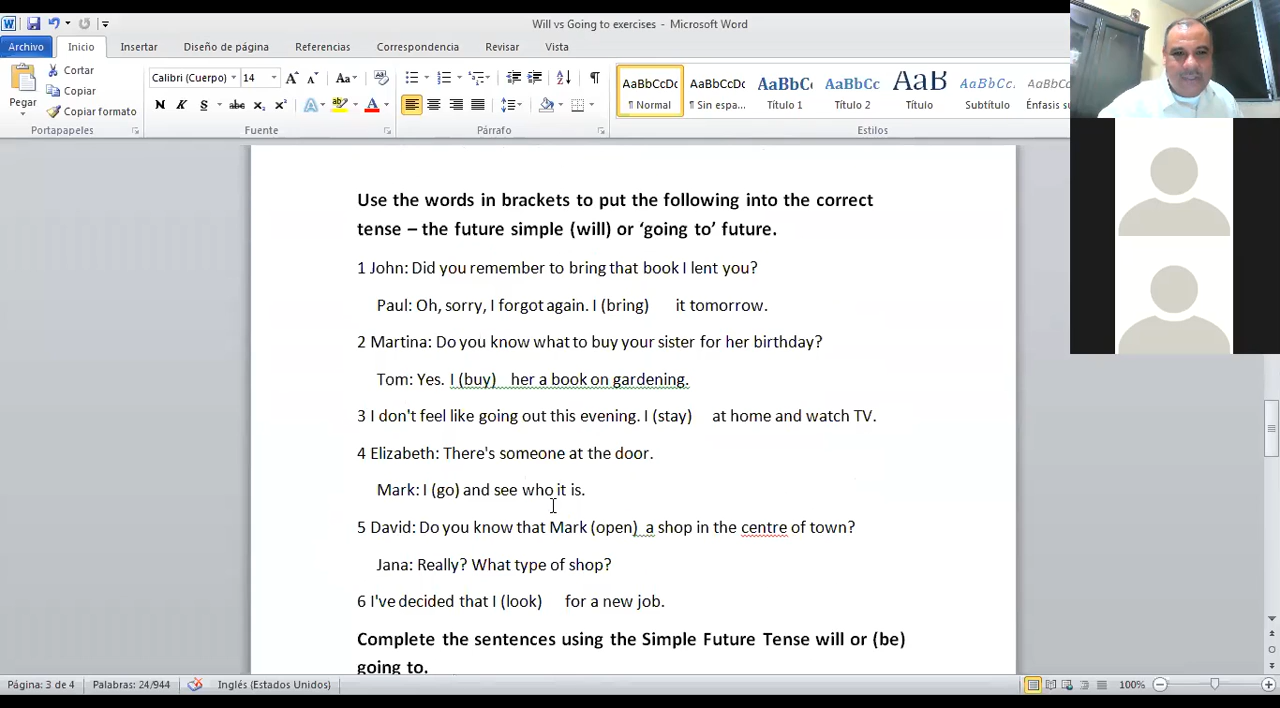 Will vs Going to exercises - Microsoft Word
Archivo Inicio Insertar Diseño de página Referencias Correspondencia Revisar Vista
Pegar Cortar
Copiar
Copiar formato
Calibri (Cuerpo) 14
AaBbCcDc AaBbCcDc AaBbC AaBbCc AaB AaBbCc AaBbCc
¶ Normal ¶ Sin espa... Título 1 Título 2 Título Subtítulo Énfasis su
Portapapeles Fuente Párrafo Estilos
Use the words in brackets to put the following into the correct
tense – the future simple (will) or ‘going to’ future.
1 John: Did you remember to bring that book I lent you?
Paul: Oh, sorry, I forgot again. I (bring) it tomorrow.
2 Martina: Do you know what to buy your sister for her birthday?
Tom: Yes. I (buy) her a book on gardening.
3 I don't feel like going out this evening. I (stay) at home and watch TV.
4 Elizabeth: There's someone at the door.
Mark: I (go) and see who it is.
5 David: Do you know that Mark (open) a shop in the centre of town?
Jana: Really? What type of shop?
6 I've decided that I (look) for a new job.
Complete the sentences using the Simple Future Tense will or (be)
going to.
Página: 3 de 4 Palabras: 24/944 Inglés (Estados Unidos) 100%